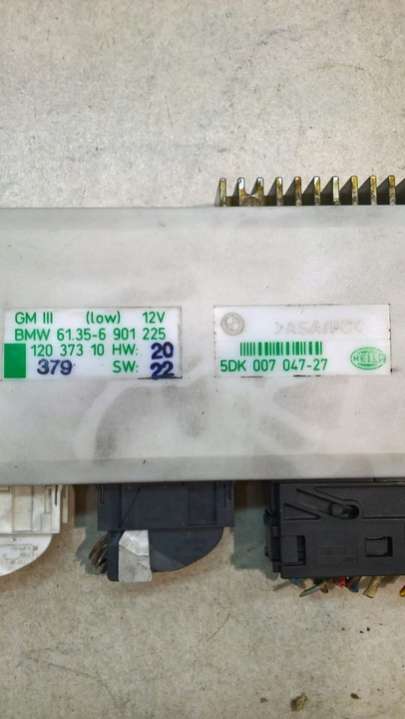 GM III (low) 12V
BMW 61.35-6 901 225
120 373 10 HW: 20
379 SW: 22
5DK 007 047-27
HELLA